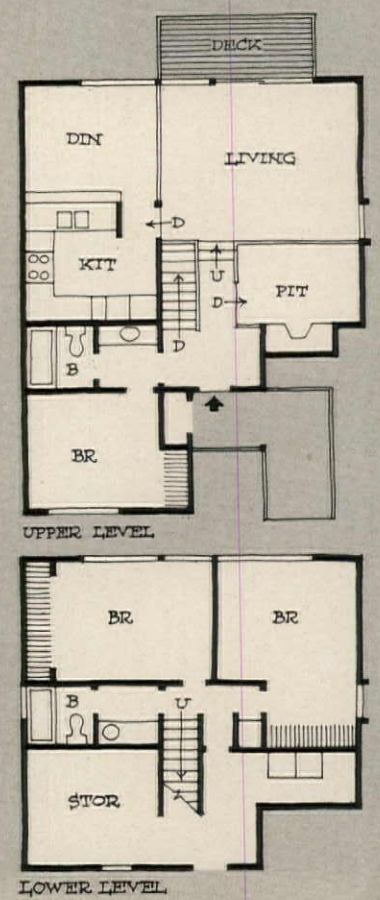 DECK
DIN
LIVING
D
KIT
U
D
PIT
B
D
BR
UPPER LEVEL
BR
BR
B
U
STOR
LOWER LEVEL